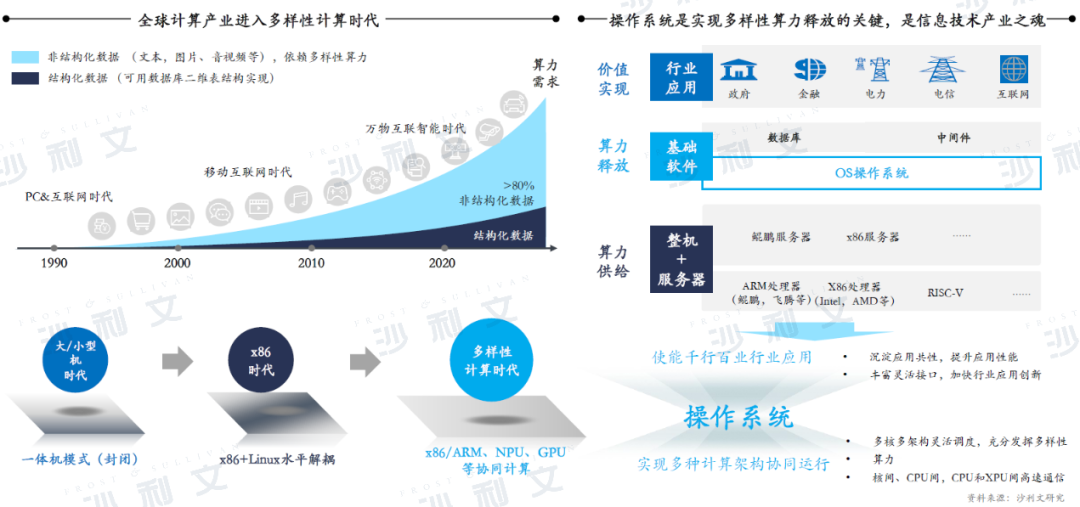 全球计算产业进入多样性计算时代
非结构化数据 （文本，图片、音视频等），依赖多样性算力
结构化数据（可用数据库二维表结构实现）
算力
需求
万物互联智能时代
移动互联网时代
PC&互联网时代
>80%
非结构化数据
结构化数据
1990
2000
2010
2020
大/小型
机
时代
x86
时代
多样性
计算时代
一体机模式（封闭）
x86+Linux水平解耦
x86/ARM、NPU、GPU
等协同计算
操作系统是实现多样性算力释放的关键，是信息技术产业之魂
价值
实现
行业
应用
政府
金融
电力
电信
互联网
算力
释放
基础
软件
数据库
中间件
OS操作系统
算力
供给
整机
+
服务器
鲲鹏服务器
x86服务器
······
ARM处理器
（鲲鹏，飞腾等）
X86处理器
（Intel，AMD等）
RISC-V
······
使能千行百业行业应用
• 沉淀应用共性，提升应用性能
• 丰富灵活接口，加快行业应用创新
操作系统
实现多种计算架构协同运行
• 多核多架构灵活调度，充分发挥多样性
• 算力
• 核间、CPU间，CPU和XPU间高速通信
资料来源：沙利文研究
FROST & SULLIVAN
沙利文